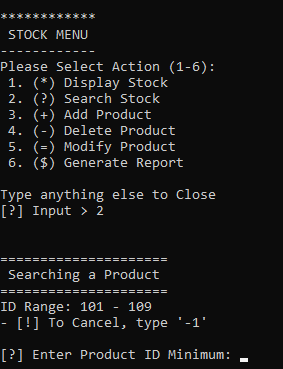 ************
STOCK MENU
------------
Please Select Action (1-6):
1. (*) Display Stock
2. (?) Search Stock
3. (+) Add Product
4. (-) Delete Product
5. (=) Modify Product
6. ($) Generate Report
Type anything else to Close
[?] Input > 2
=====================
Searching a Product
=====================
ID Range: 101 - 109
- [!] To Cancel, type '-1'
[?] Enter Product ID Minimum: _